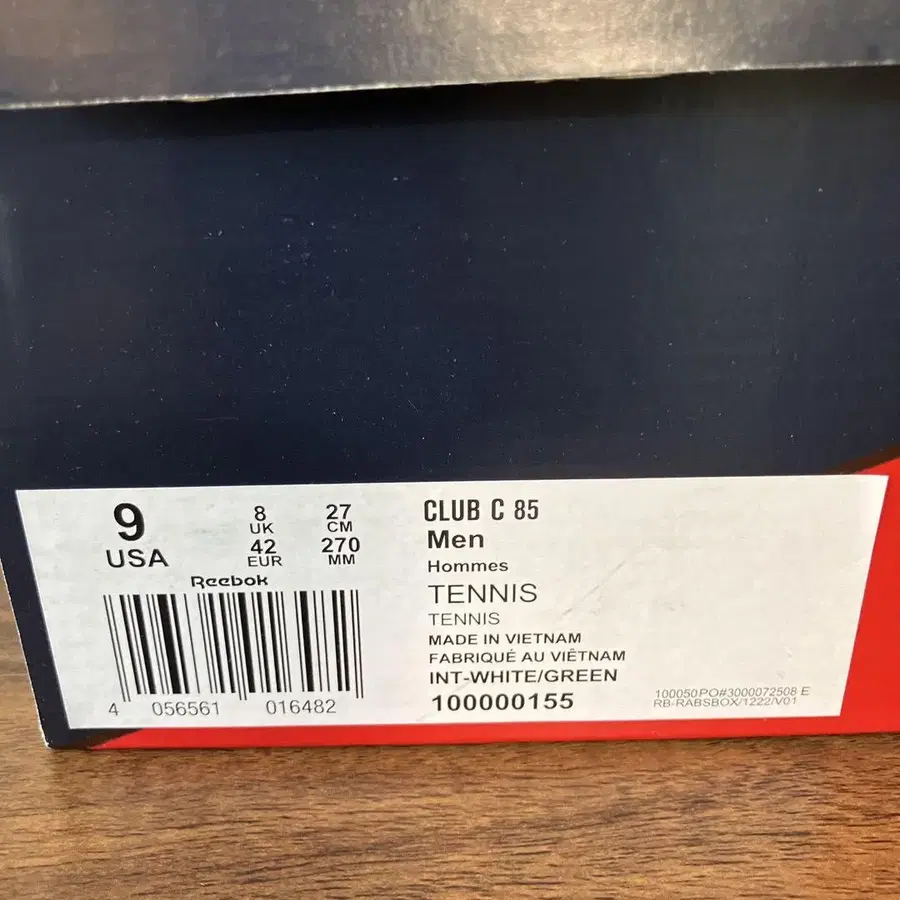 9
USA
8
UK
42
EUR
27
CM
270
MM
Reebok
4 056561 016482
CLUB C 85
Men
Hommes
TENNIS
TENNIS
MADE IN VIETNAM
FABRIQUÉ AU VIÊTNAM
INT-WHITE/GREEN
100000155
100050PO#3000072508 E
RB-RABSBOX/1222/V01